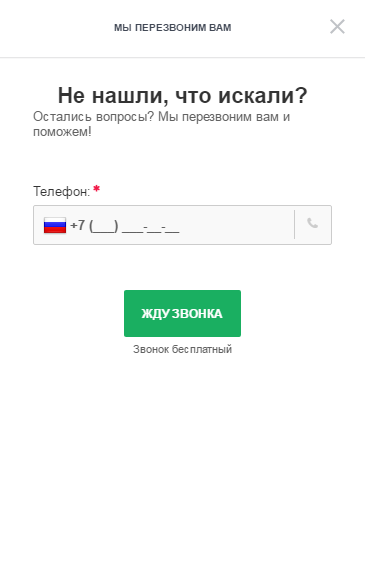 МЫ ПЕРЕЗВОНИМ ВАМ
Не нашли, что искали?
Остались вопросы? Мы перезвоним вам и
поможем!
Телефон: *
+7 (___) ___-__-__
ЖДУ ЗВОНКА
Звонок бесплатный